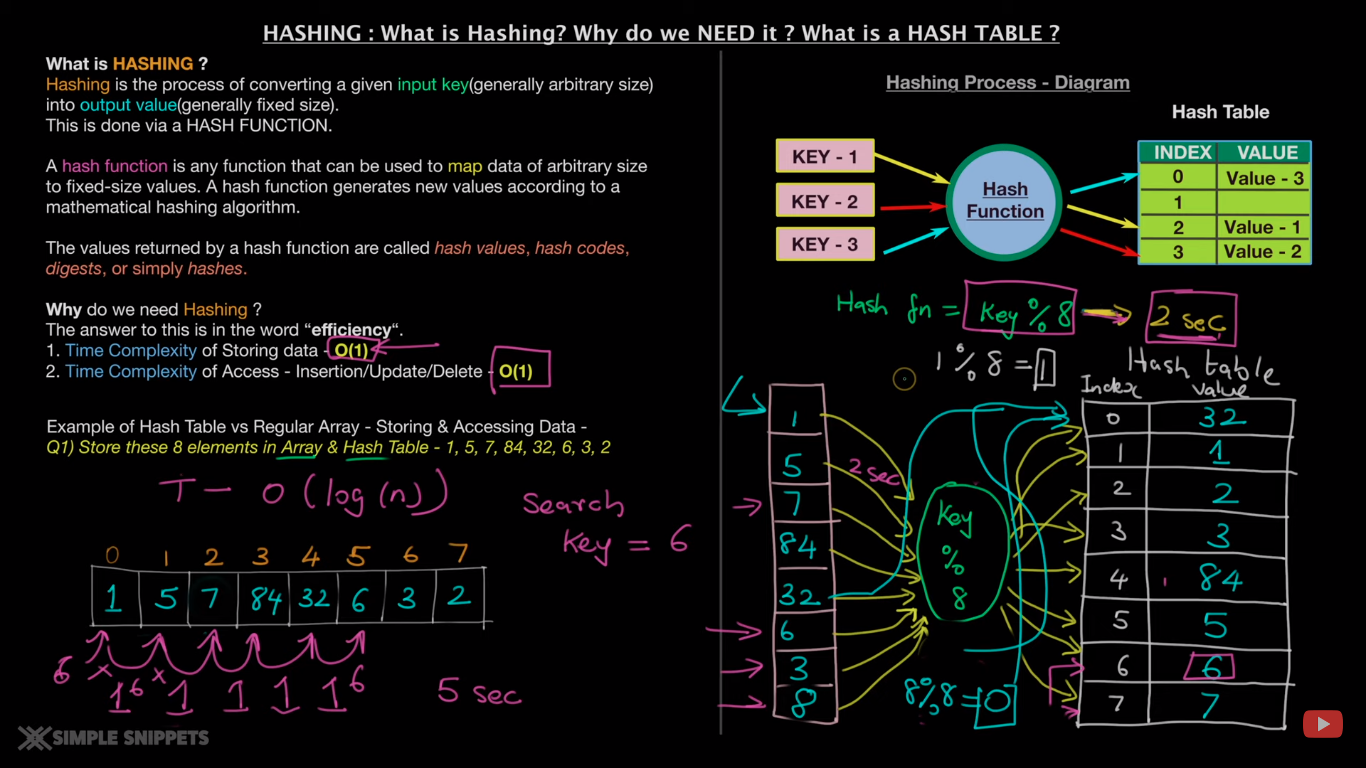 HASHING : What is Hashing? Why do we NEED it ? What is a HASH TABLE ?
What is HASHING ?
Hashing is the process of converting a given input key(generally arbitrary size)
into output value(generally fixed size).
This is done via a HASH FUNCTION.
A hash function is any function that can be used to map data of arbitrary size
to fixed-size values. A hash function generates new values according to a
mathematical hashing algorithm.
The values returned by a hash function are called hash values, hash codes,
digests, or simply hashes.
Why do we need Hashing ?
The answer to this is in the word “efficiency“.
1. Time Complexity of Storing data - O(1)
2. Time Complexity of Access - Insertion/Update/Delete - O(1)
Example of Hash Table vs Regular Array - Storing & Accessing Data -
Q1) Store these 8 elements in Array & Hash Table - 1, 5, 7, 84, 32, 6, 3, 2
T - O (log (n))
Search
Key = 6
0 1 2 3 4 5 6 7
1 5 7 84 32 6 3 2
6 x 1 6 x 1 1 1 1 6
5 sec
SIMPLE SNIPPETS
Hashing Process - Diagram
Hash Table
KEY - 1
KEY - 2
KEY - 3
Hash
Function
INDEX VALUE
0 Value - 3
1
2 Value - 1
3 Value - 2
Hash fn = Key % 8 2 sec
1 % 8 = 1
Hash table
Index Value
1
5
7
84
32
6
3
8
2 sec
Key
%
8
8 % 8 = 0
0 32
1 1
2 2
3 3
4 84
5 5
6 6
7 7